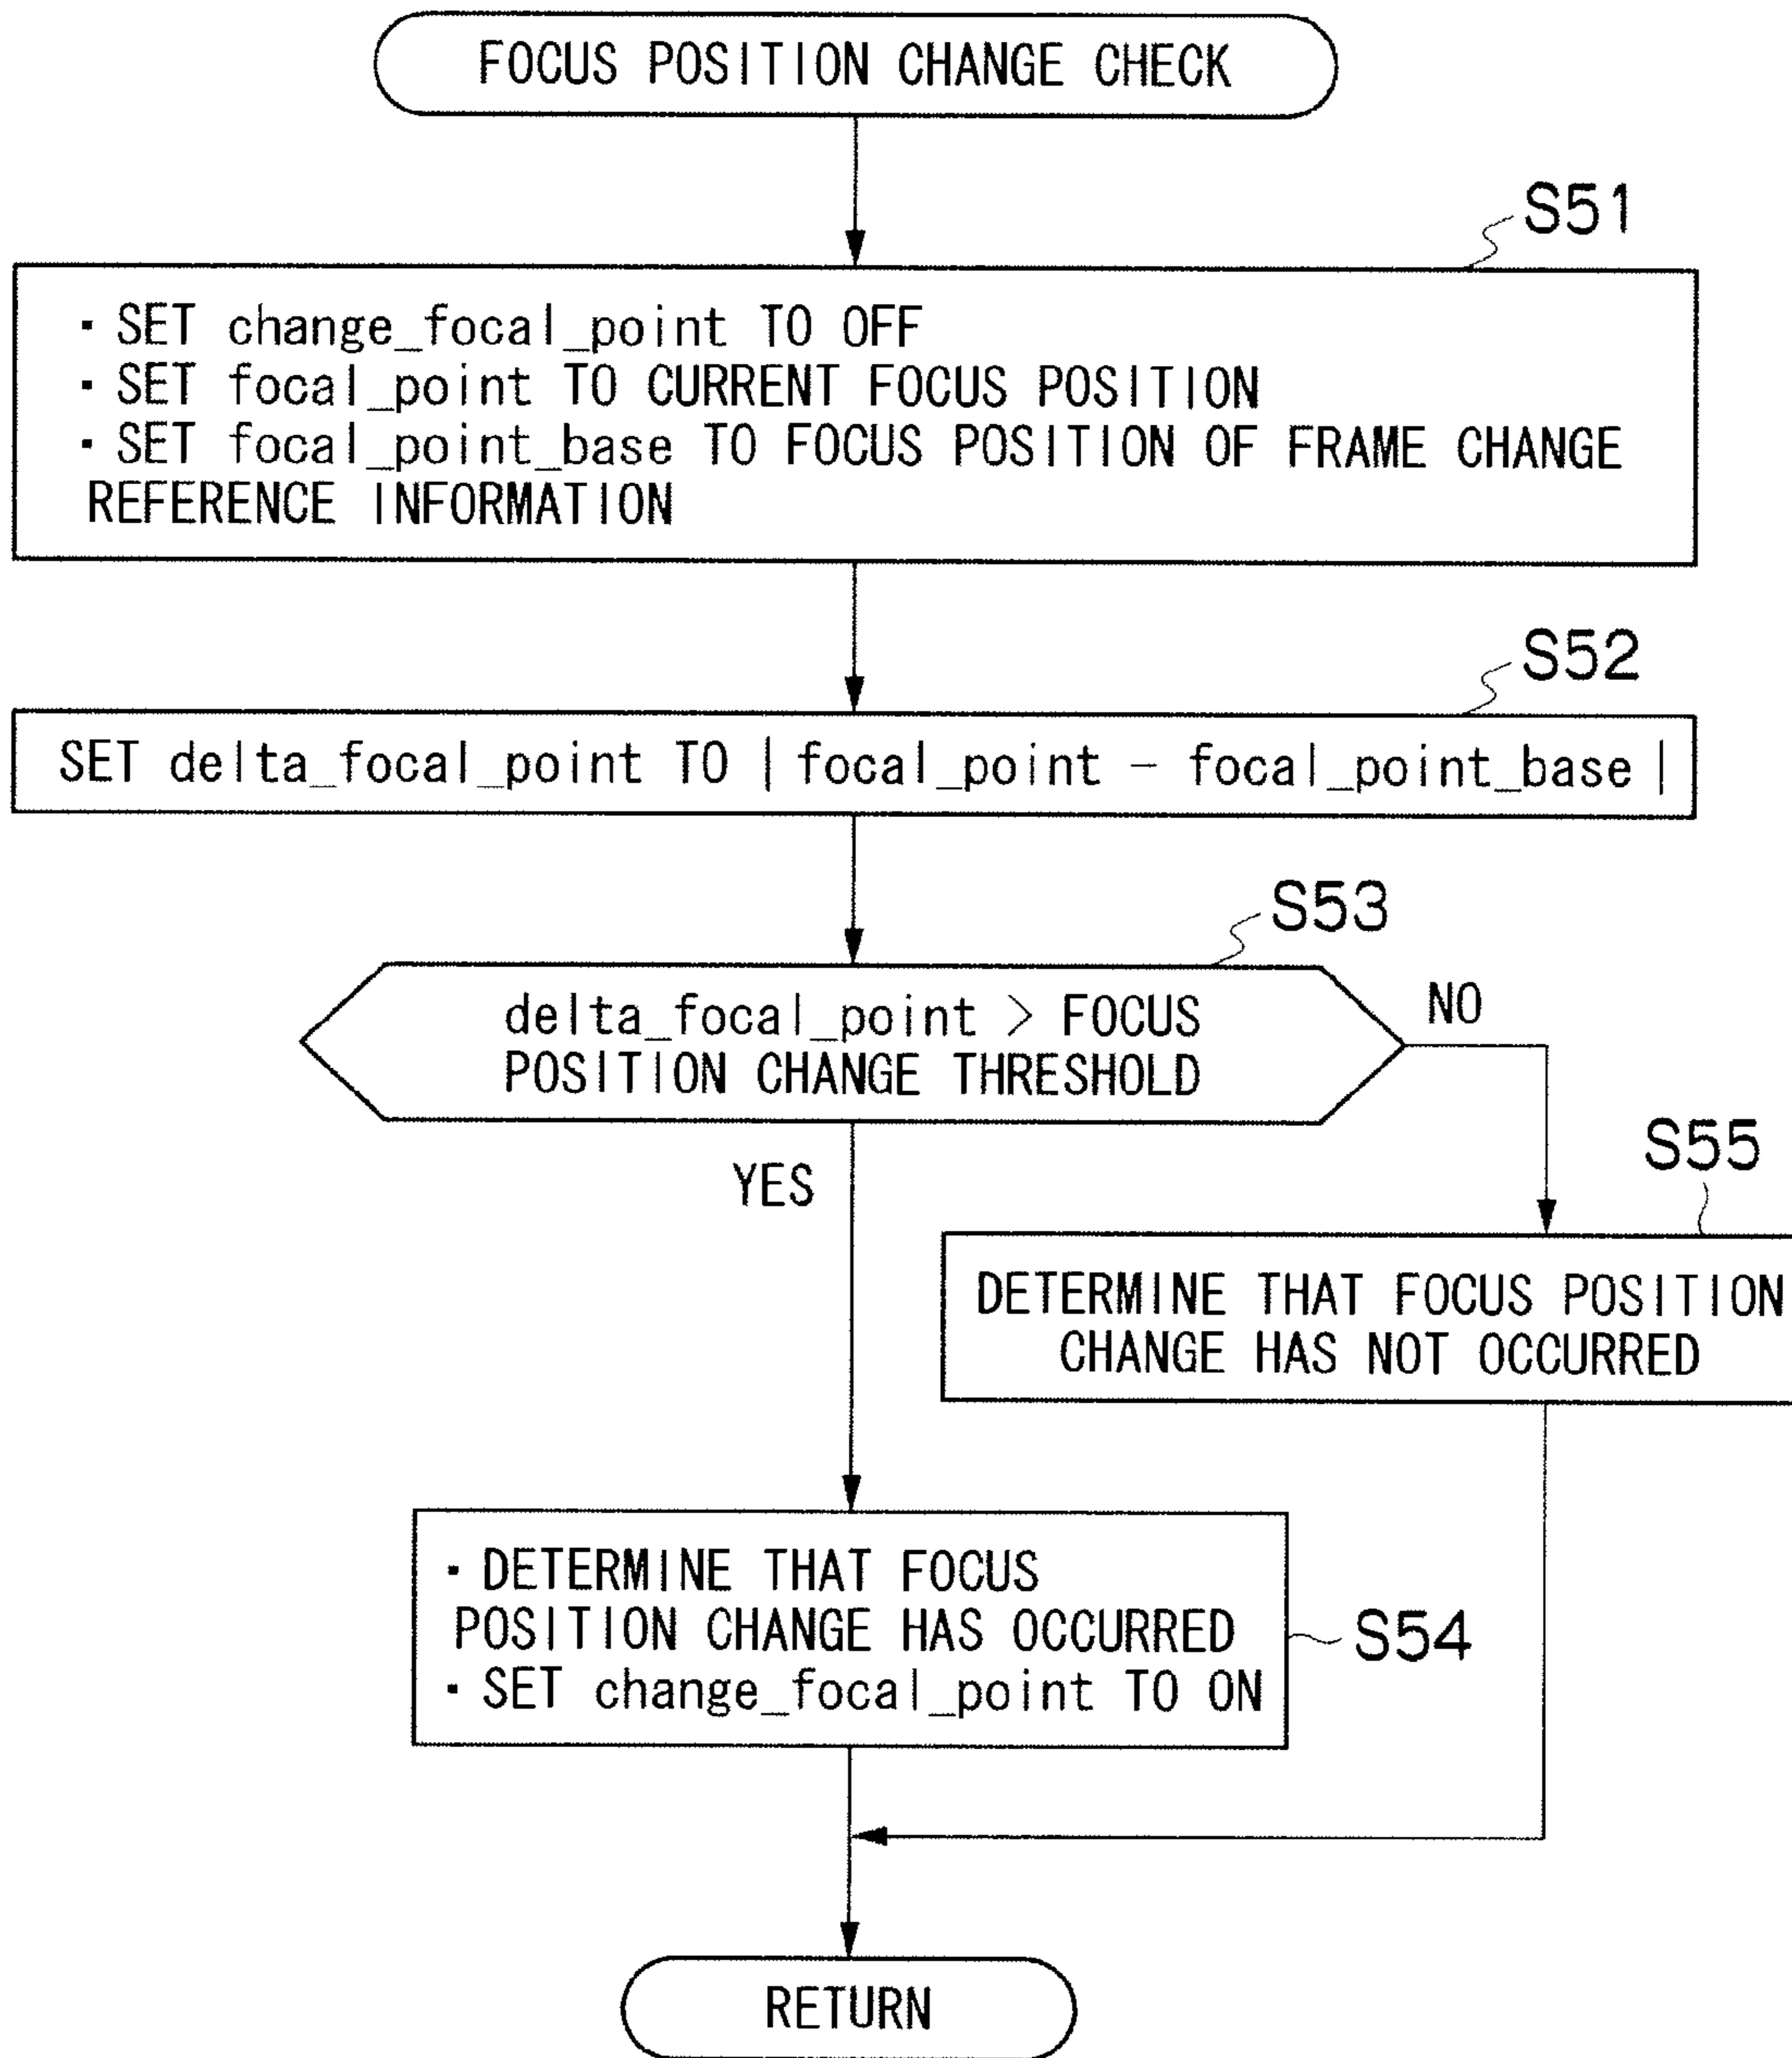 FOCUS POSITION CHANGE CHECK
S51
· SET change_focal_point TO OFF
· SET focal_point TO CURRENT FOCUS POSITION
· SET focal_point_base TO FOCUS POSITION OF FRAME CHANGE
REFERENCE INFORMATION
S52
SET delta_focal_point TO | focal_point - focal_point_base |
S53
delta_focal_point > FOCUS
POSITION CHANGE THRESHOLD
NO
YES
S55
DETERMINE THAT FOCUS POSITION
CHANGE HAS NOT OCCURRED
· DETERMINE THAT FOCUS
POSITION CHANGE HAS OCCURRED
· SET change_focal_point TO ON
S54
RETURN